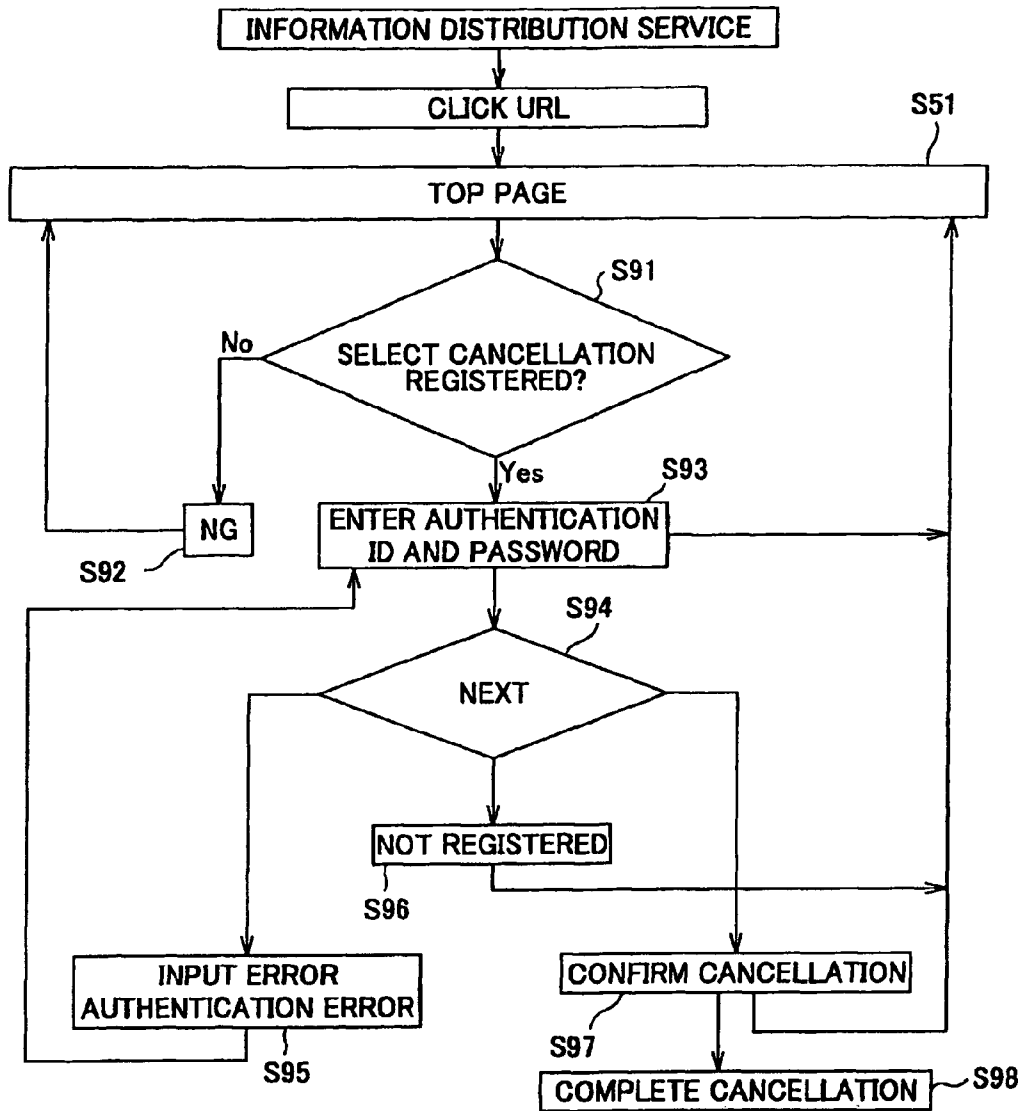 INFORMATION DISTRIBUTION SERVICE
CLICK URL
S51
TOP PAGE
S91
No
SELECT CANCELLATION
REGISTERED?
Yes
S93
NG
ENTER AUTHENTICATION
ID AND PASSWORD
S92
S94
NEXT
NOT REGISTERED
S96
INPUT ERROR
AUTHENTICATION ERROR
CONFIRM CANCELLATION
S97
S95
COMPLETE CANCELLATION
S98